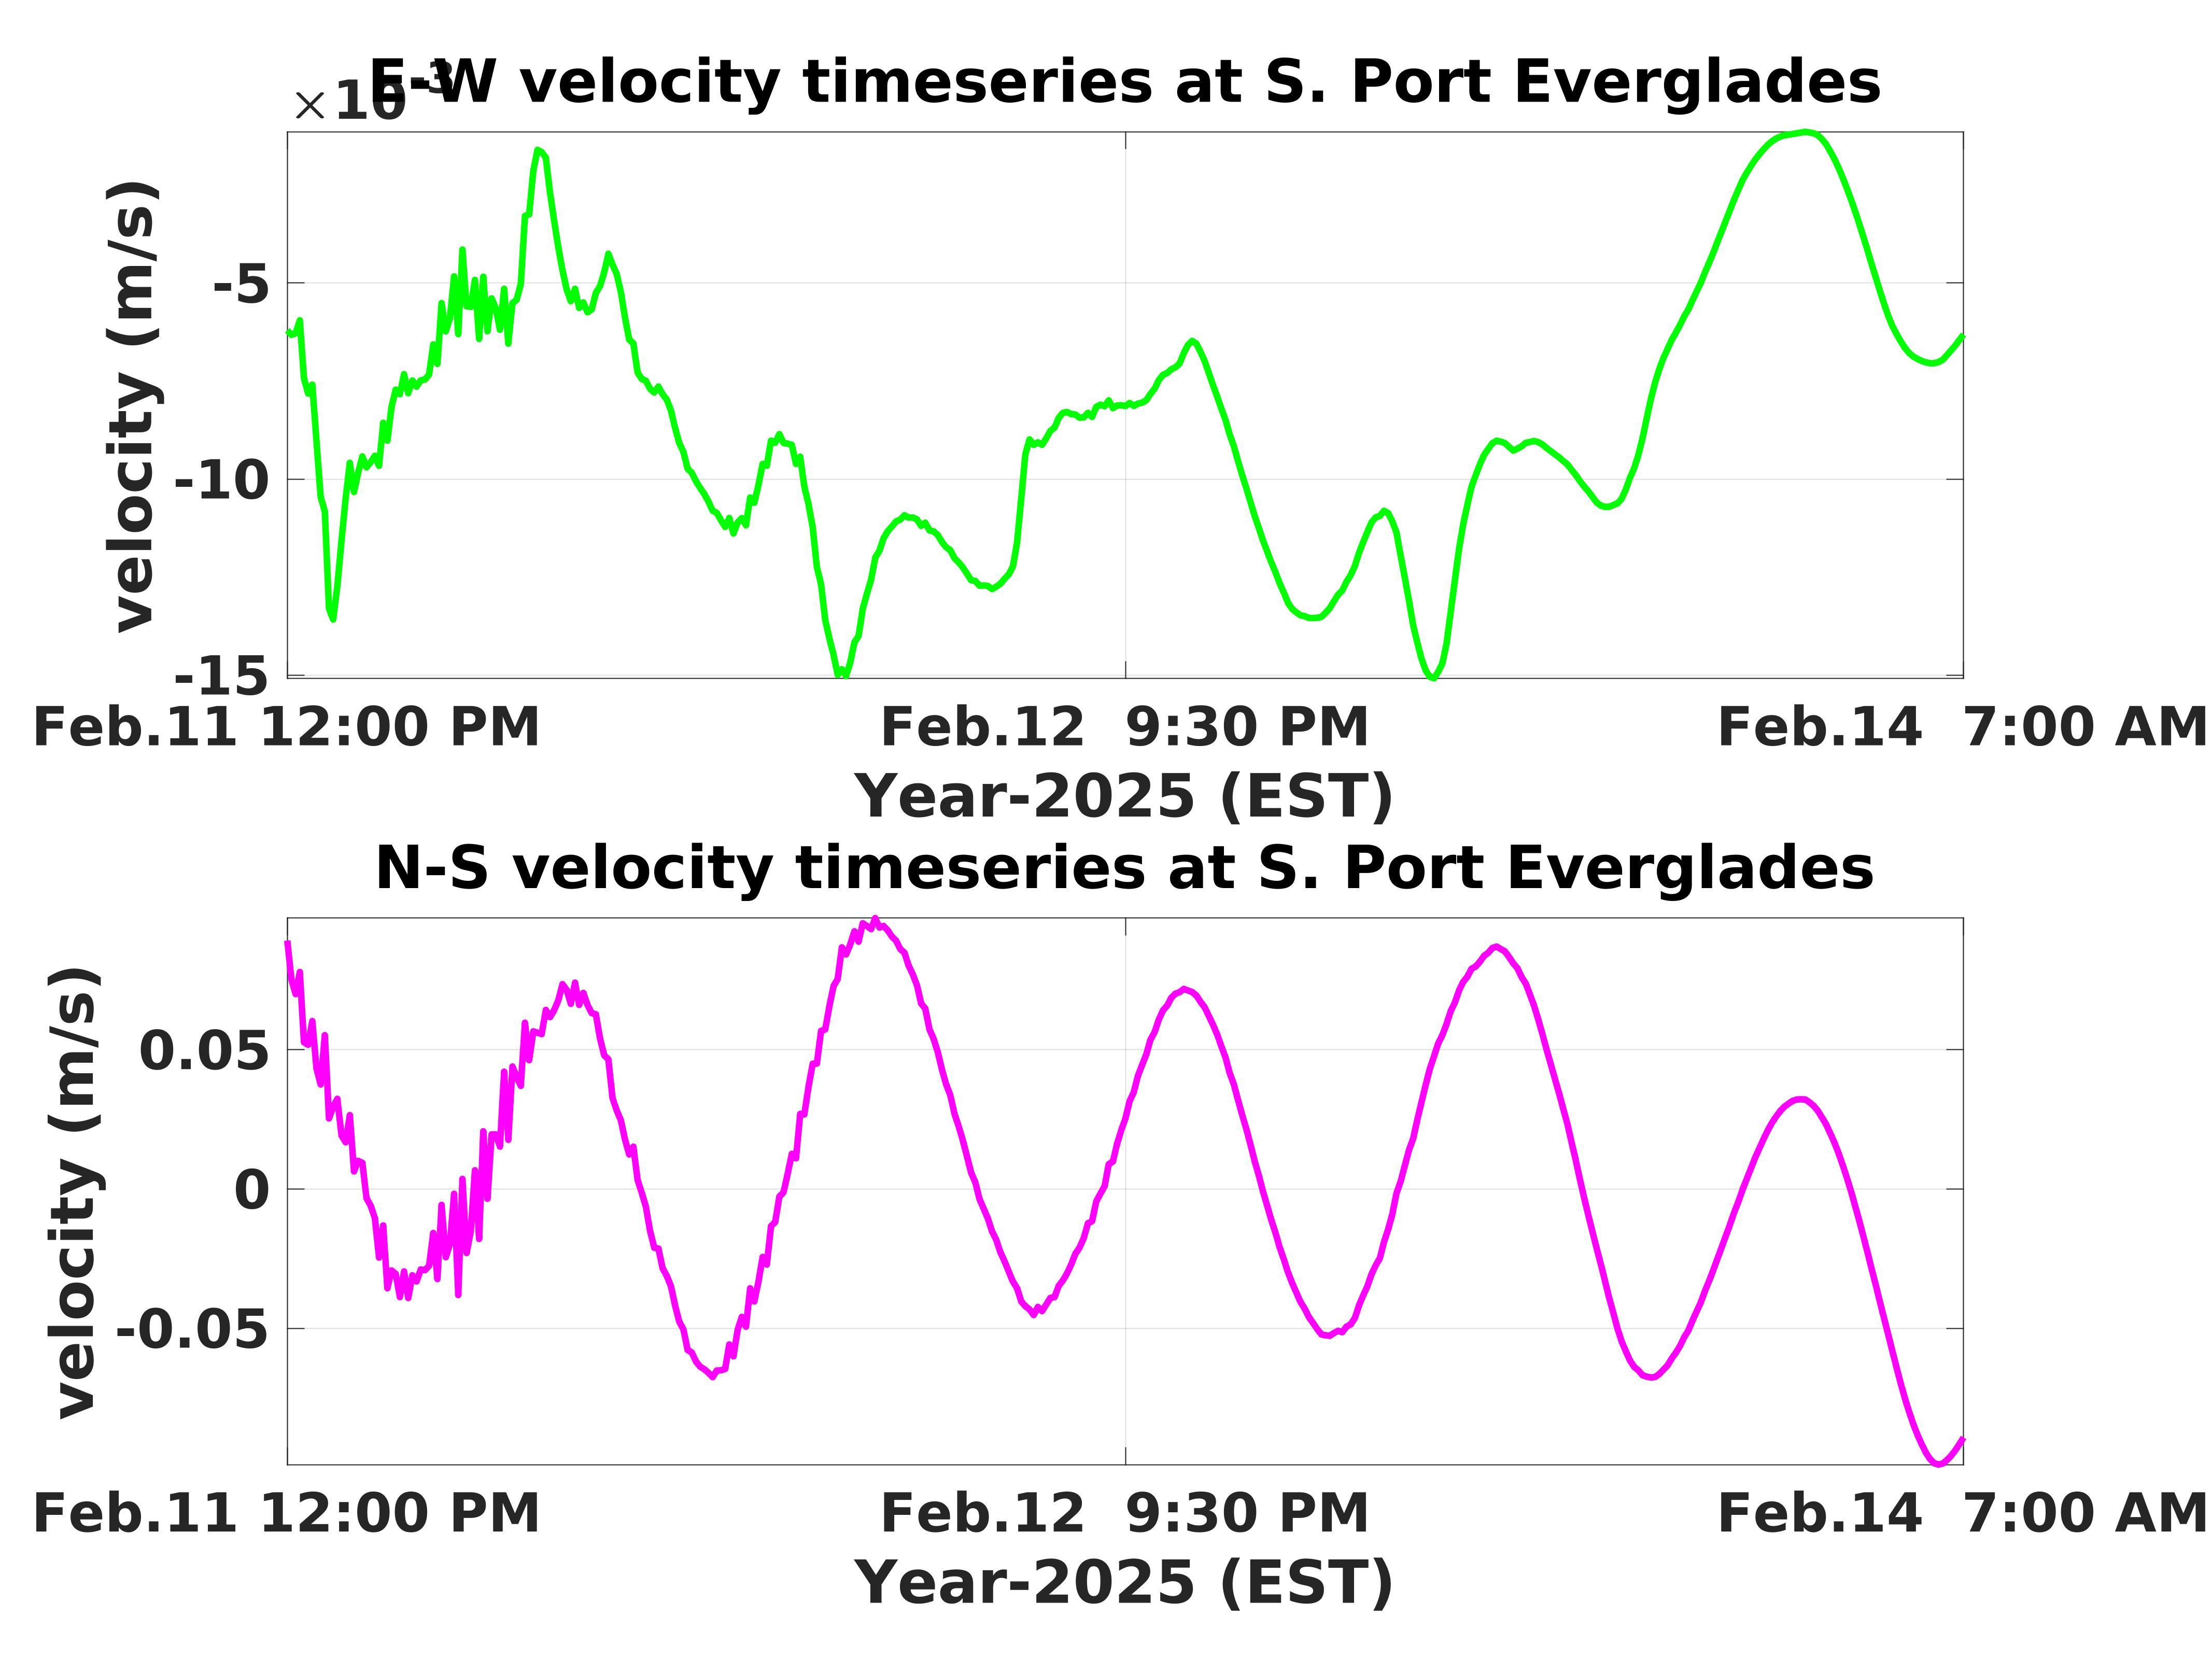 E-W velocity timeseries at S. Port Everglades
×10-3
velocity (m/s)
-5
-10
-15
Feb.11 12:00 PM Feb.12 9:30 PM Feb.14 7:00 AM
Year-2025 (EST)
N-S velocity timeseries at S. Port Everglades
velocity (m/s)
0.05
0
-0.05
Feb.11 12:00 PM Feb.12 9:30 PM Feb.14 7:00 AM
Year-2025 (EST)